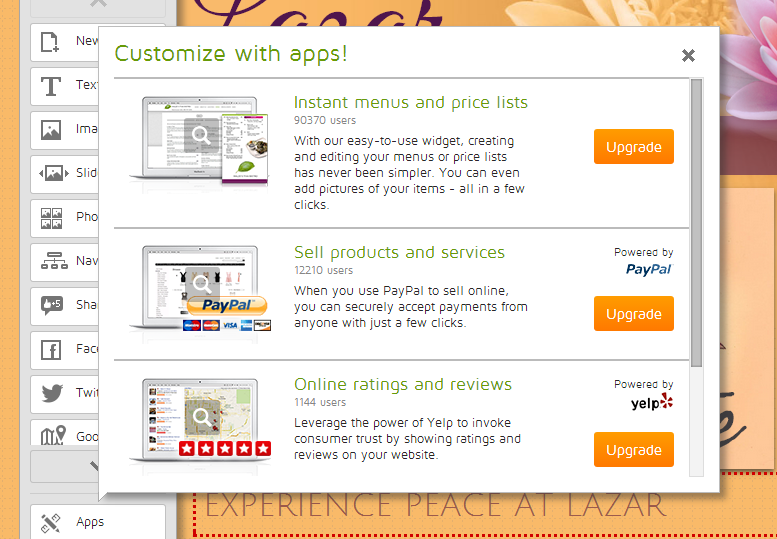 Lazar
Customize with apps!
New
Text
Ima
Slid
Pho
Nav
Sha
+5
Fac
Twit
Goo
Apps
Instant menus and price lists
90370 users
With our easy-to-use widget, creating
and editing your menus or price lists
has never been simpler. You can even
add pictures of your items - all in a few
clicks.
Upgrade
Sell products and services
12210 users
When you use PayPal to sell online,
you can securely accept payments from
anyone with just a few clicks.
PayPal
VISA
Powered by
PayPal
Upgrade
Online ratings and reviews
1144 users
Leverage the power of Yelp to invoke
consumer trust by showing ratings and
reviews on your website.
Powered by
yelp
Upgrade
EXPERIENCE PEACE AT LAZAR